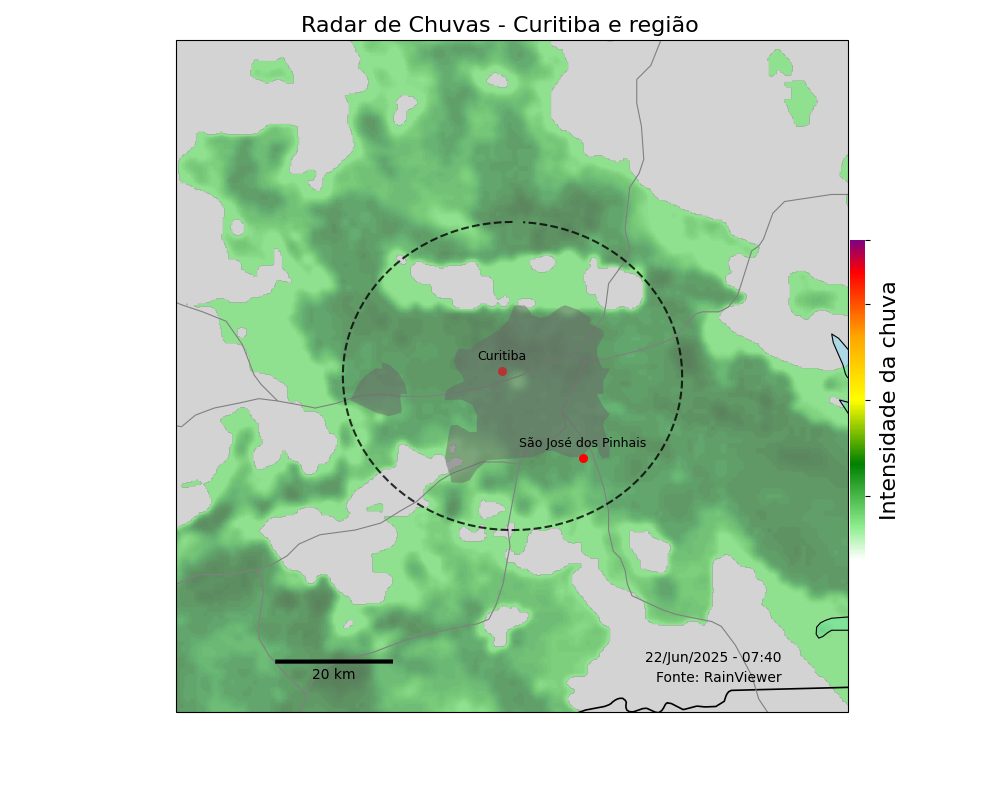 Radar de Chuvas - Curitiba e região
Curitiba
São José dos Pinhais
Intensidade da chuva
22/Jun/2025 - 07:40
Fonte: RainViewer
20 km